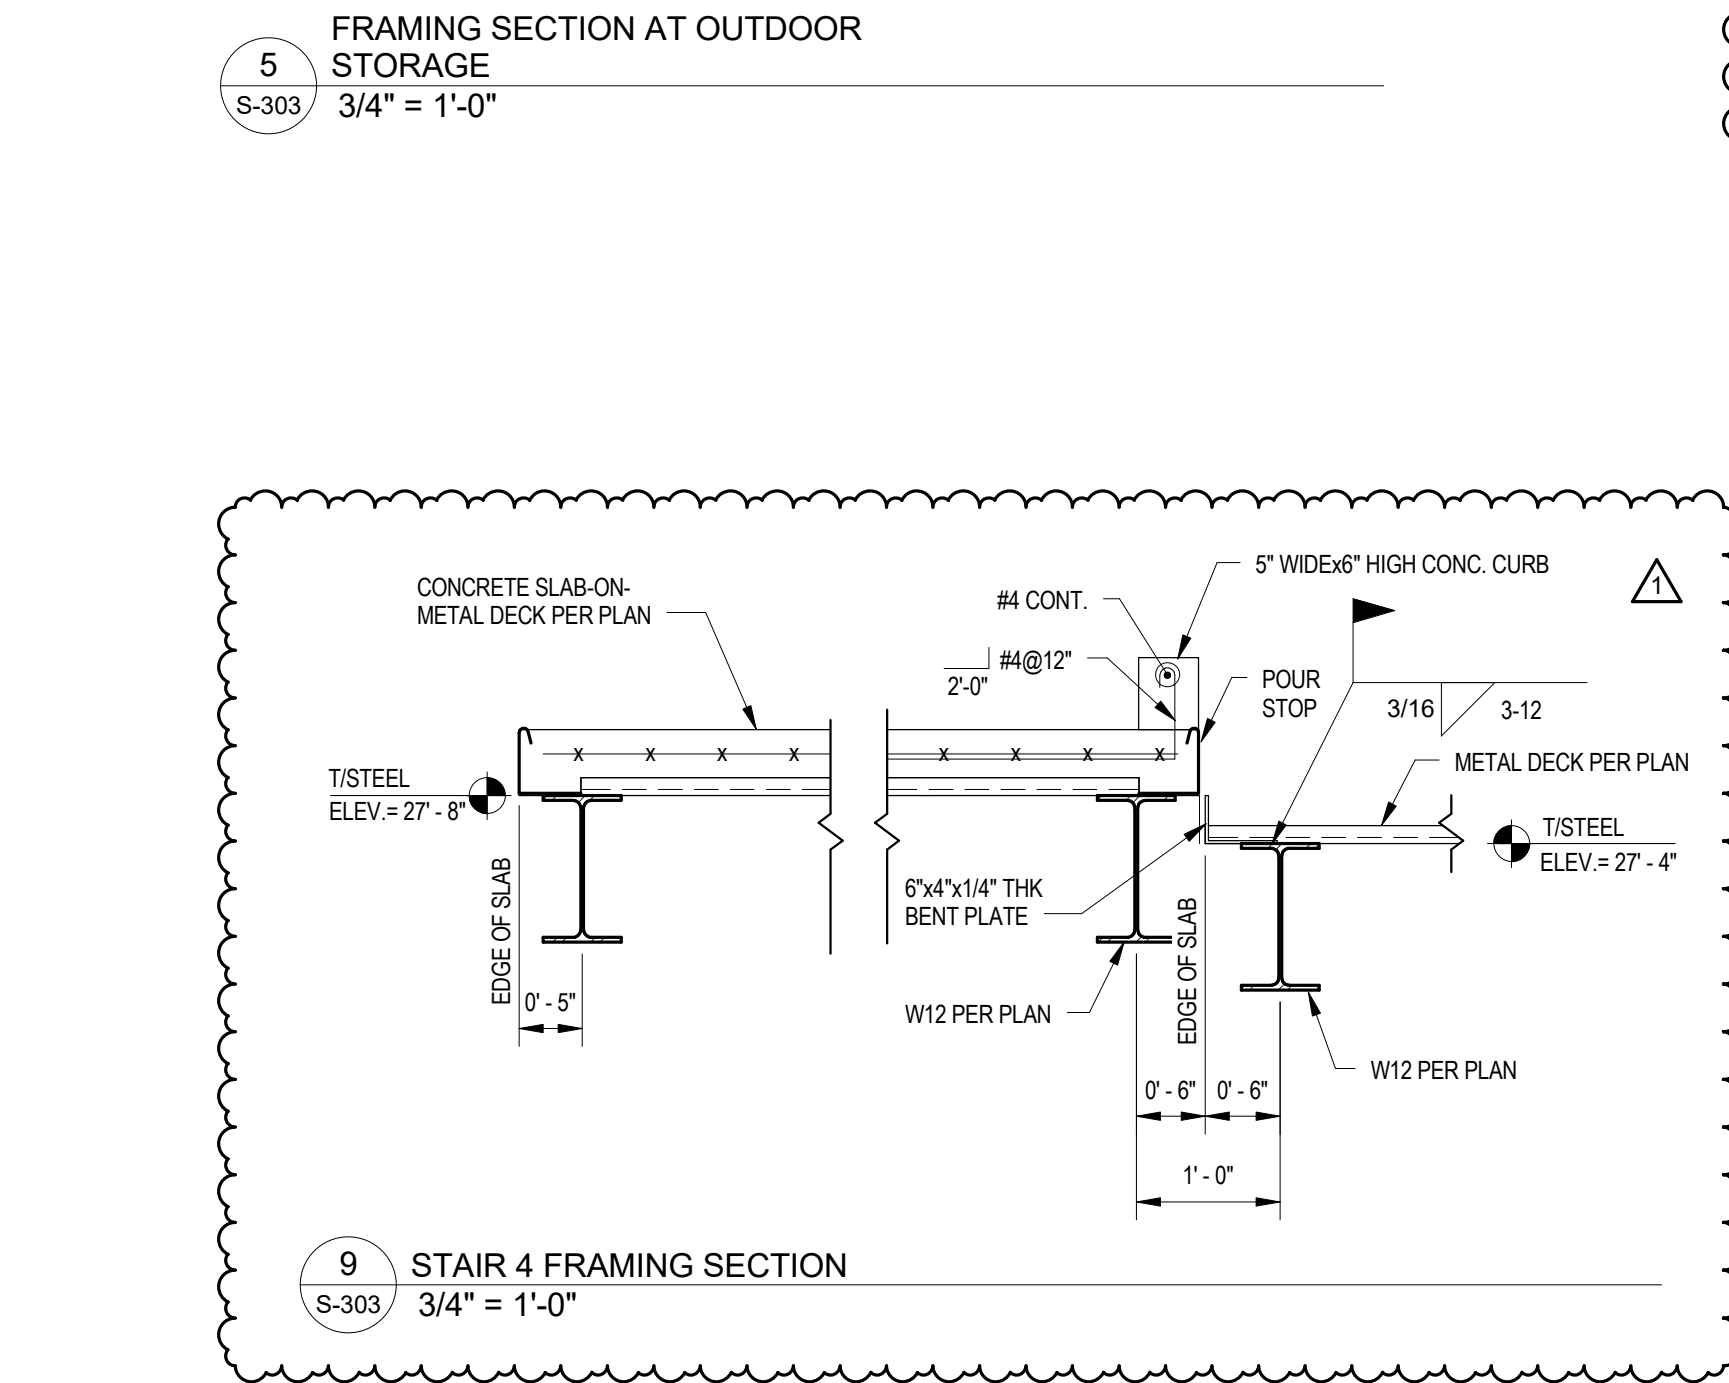 FRAMING SECTION AT OUTDOOR
STORAGE
5
S-303
3/4" = 1'-0"
5" WIDEx6" HIGH CONC. CURB
1
CONCRETE SLAB-ON-
METAL DECK PER PLAN
#4 CONT.
#4@12"
2'-0"
POUR
STOP
3/16
3-12
METAL DECK PER PLAN
x x x x x x x x
T/STEEL
ELEV.= 27' - 8"
T/STEEL
ELEV.= 27' - 4"
6"x4"x1/4" THK
BENT PLATE
EDGE OF SLAB
EDGE OF SLAB
0' - 5"
W12 PER PLAN
W12 PER PLAN
0' - 6"
0' - 6"
1' - 0"
9
S-303
STAIR 4 FRAMING SECTION
3/4" = 1'-0"